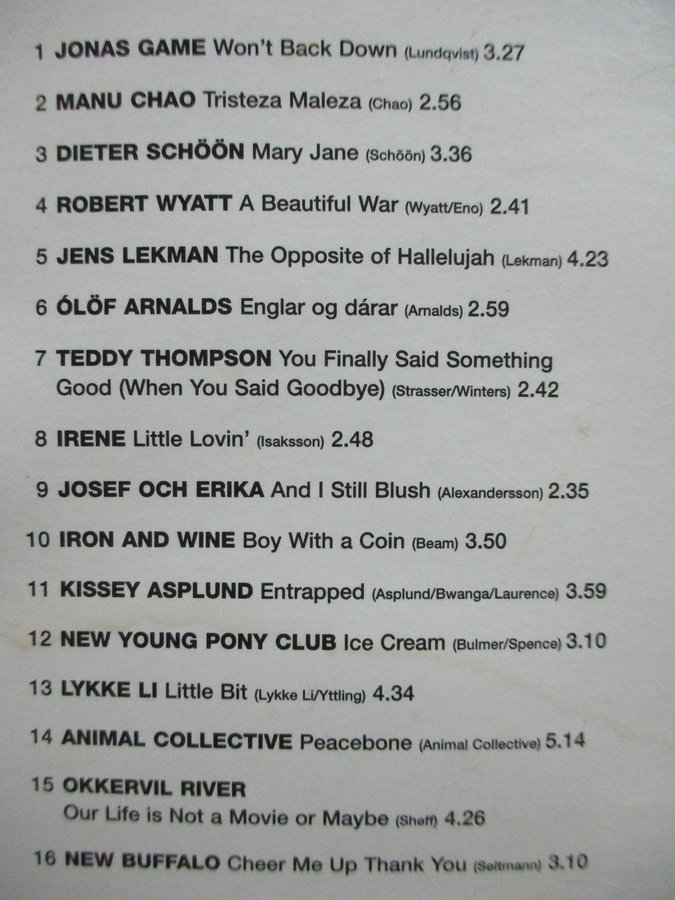 1 JONAS GAME Won't Back Down (Lundqvist) 3.27
2 MANU CHAO Tristeza Maleza (Chao) 2.56
3 DIETER SCHÖÖN Mary Jane (Schöön) 3.36
4 ROBERT WYATT A Beautiful War (Wyatt/Eno) 2.41
5 JENS LEKMAN The Opposite of Hallelujah (Lekman) 4.23
6 ÓLÖF ARNALDS Englar og dárar (Arnalds) 2.59
7 TEDDY THOMPSON You Finally Said Something
Good (When You Said Goodbye) (Strasser/Winters) 2.42
8 IRENE Little Lovin' (Isaksson) 2.48
9 JOSEF OCH ERIKA And I Still Blush (Alexandersson) 2.35
10 IRON AND WINE Boy With a Coin (Beam) 3.50
11 KISSEY ASPLUND Entrapped (Asplund/Bwanga/Laurence) 3.59
12 NEW YOUNG PONY CLUB Ice Cream (Bulmer/Spence) 3.10
13 LYKKE LI Little Bit (Lykke Li/Yttling) 4.34
14 ANIMAL COLLECTIVE Peacebone (Animal Collective) 5.14
15 OKKERVIL RIVER
Our Life is Not a Movie or Maybe (Sheff) 4.26
16 NEW BUFFALO Cheer Me Up Thank You (Seltmann) 3.10